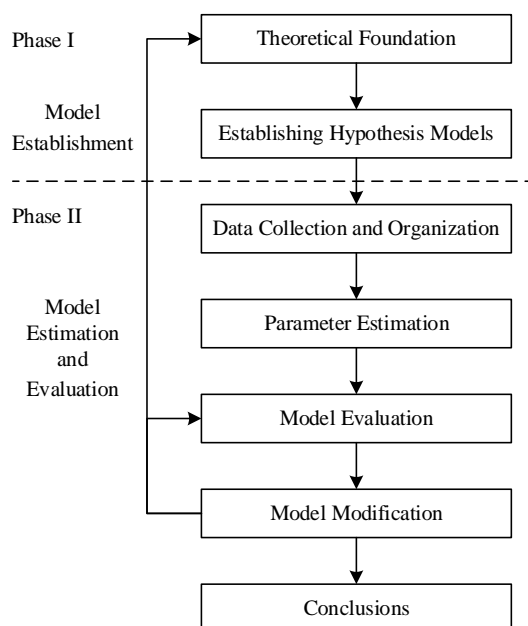 Phase I
Theoretical Foundation
Model
Establishment
Establishing Hypothesis Models
Phase II
Data Collection and Organization
Model
Estimation
and
Evaluation
Parameter Estimation
Model Evaluation
Model Modification
Conclusions